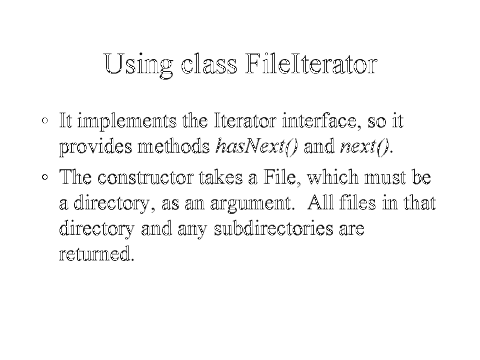 Using class FileIterator
◦ It implements the Iterator interface, so it
provides methods hasNext() and next().
◦ The constructor takes a File, which must be
a directory, as an argument.  All files in that
directory and any subdirectories are
returned.